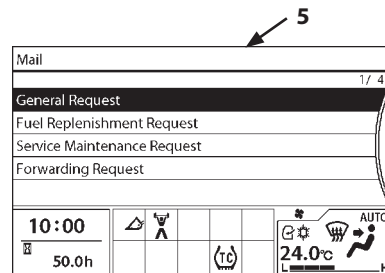 5
Mail
1/ 4
General Request
Fuel Replenishment Request
Service Maintenance Request
Forwarding Request
10:00
50.0h
TC
AUTO
24.0°C
L H